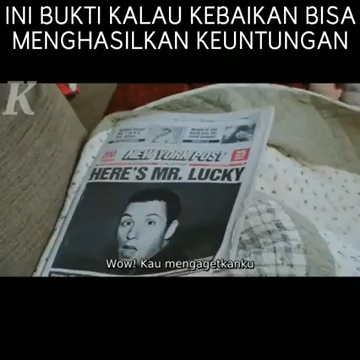 INI BUKTI KALAU KEBAIKAN BISA
MENGHASILKAN KEUNTUNGAN
K
NEW YORK POST
HERE'S MR. LUCKY
Wow! Kau mengagetkanku